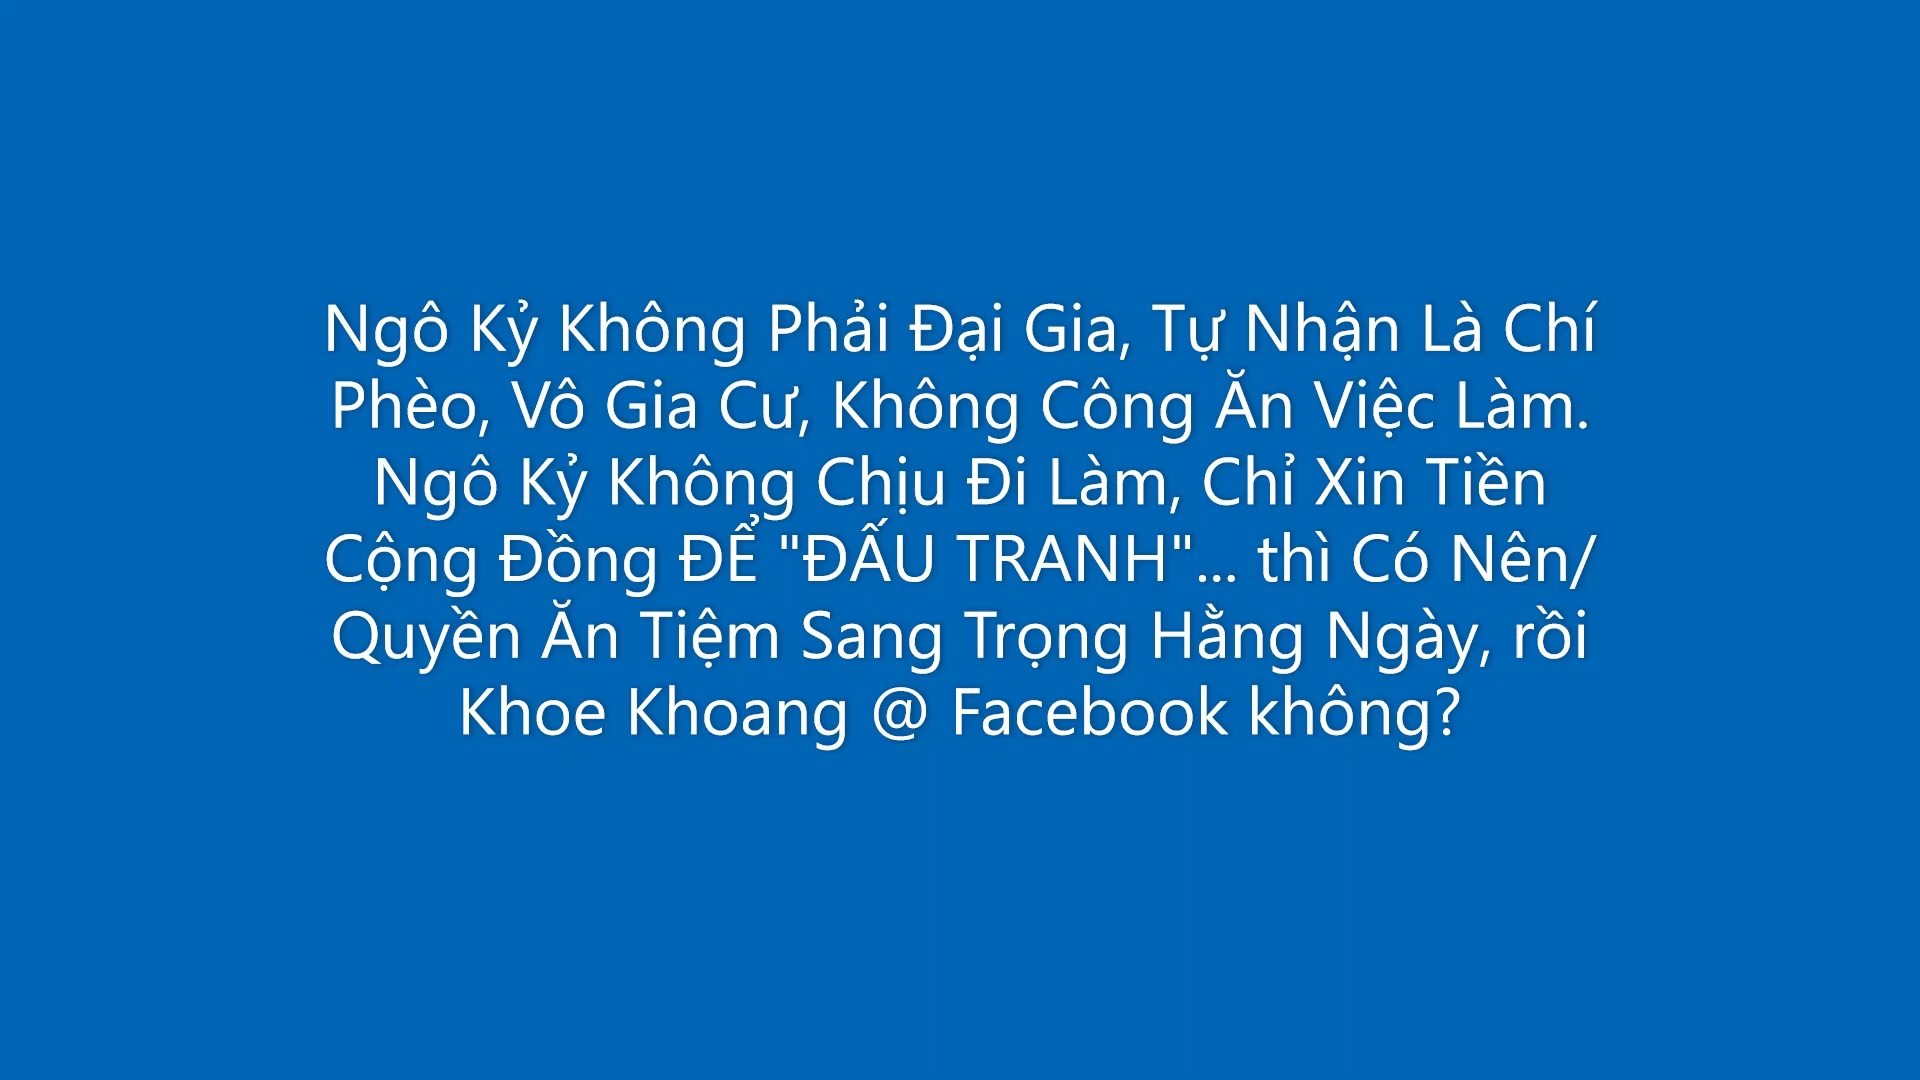 Ngô Kỷ Không Phải Đại Gia, Tự Nhận Là Chí
Phèo, Vô Gia Cư, Không Công Ăn Việc Làm.
Ngô Kỷ Không Chịu Đi Làm, Chỉ Xin Tiền
Cộng Đồng ĐỂ "ĐẤU TRANH"... thì Có Nên/
Quyền Ăn Tiệm Sang Trọng Hằng Ngày, rồi
Khoe Khoang @ Facebook không?